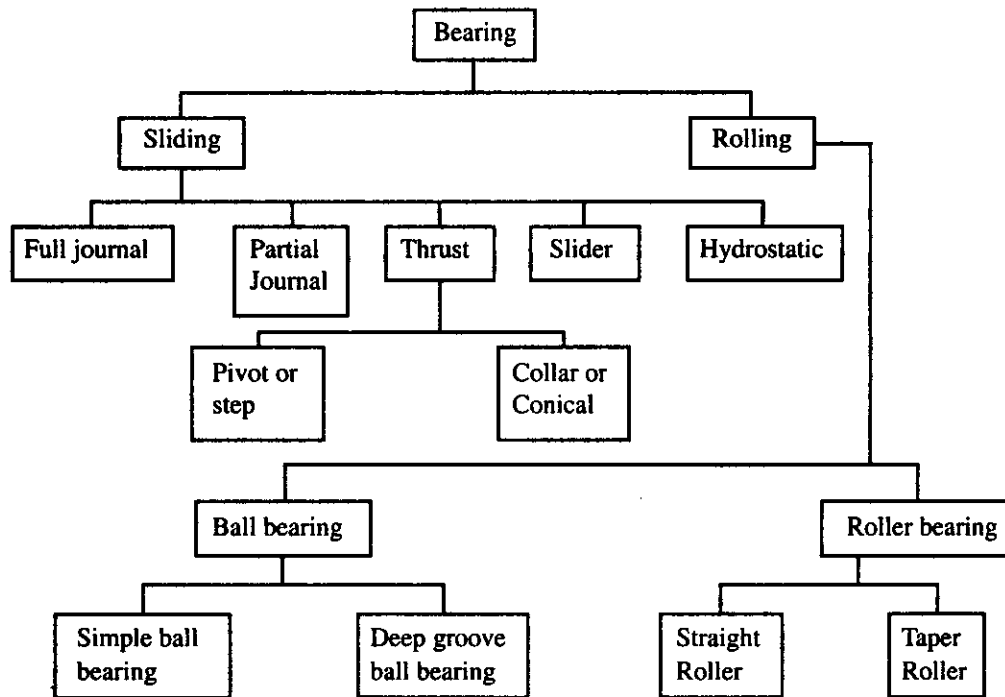 Bearing
Sliding
Rolling
Full journal
Partial
Journal
Thrust
Slider
Hydrostatic
Pivot or
step
Collar or
Conical
Ball bearing
Roller bearing
Simple ball
bearing
Deep groove
ball bearing
Straight
Roller
Taper
Roller